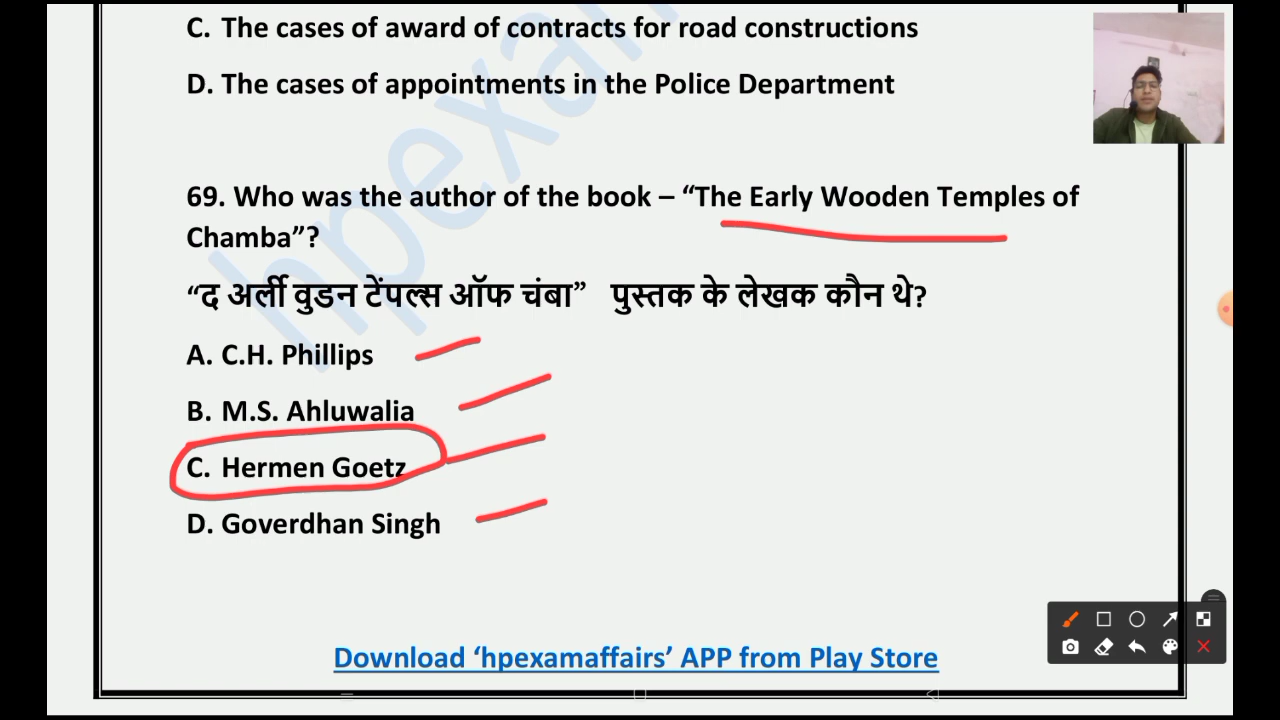 C. The cases of award of contracts for road constructions
D. The cases of appointments in the Police Department
69. Who was the author of the book – “The Early Wooden Temples of
Chamba”?
“द अर्ली वुडन टेंपल्स ऑफ चंबा” पुस्तक के लेखक कौन थे?
A. C.H. Phillips
B. M.S. Ahluwalia
C. Hermen Goetz
D. Goverdhan Singh
Download ‘hpexamaffairs’ APP from Play Store
hpexam